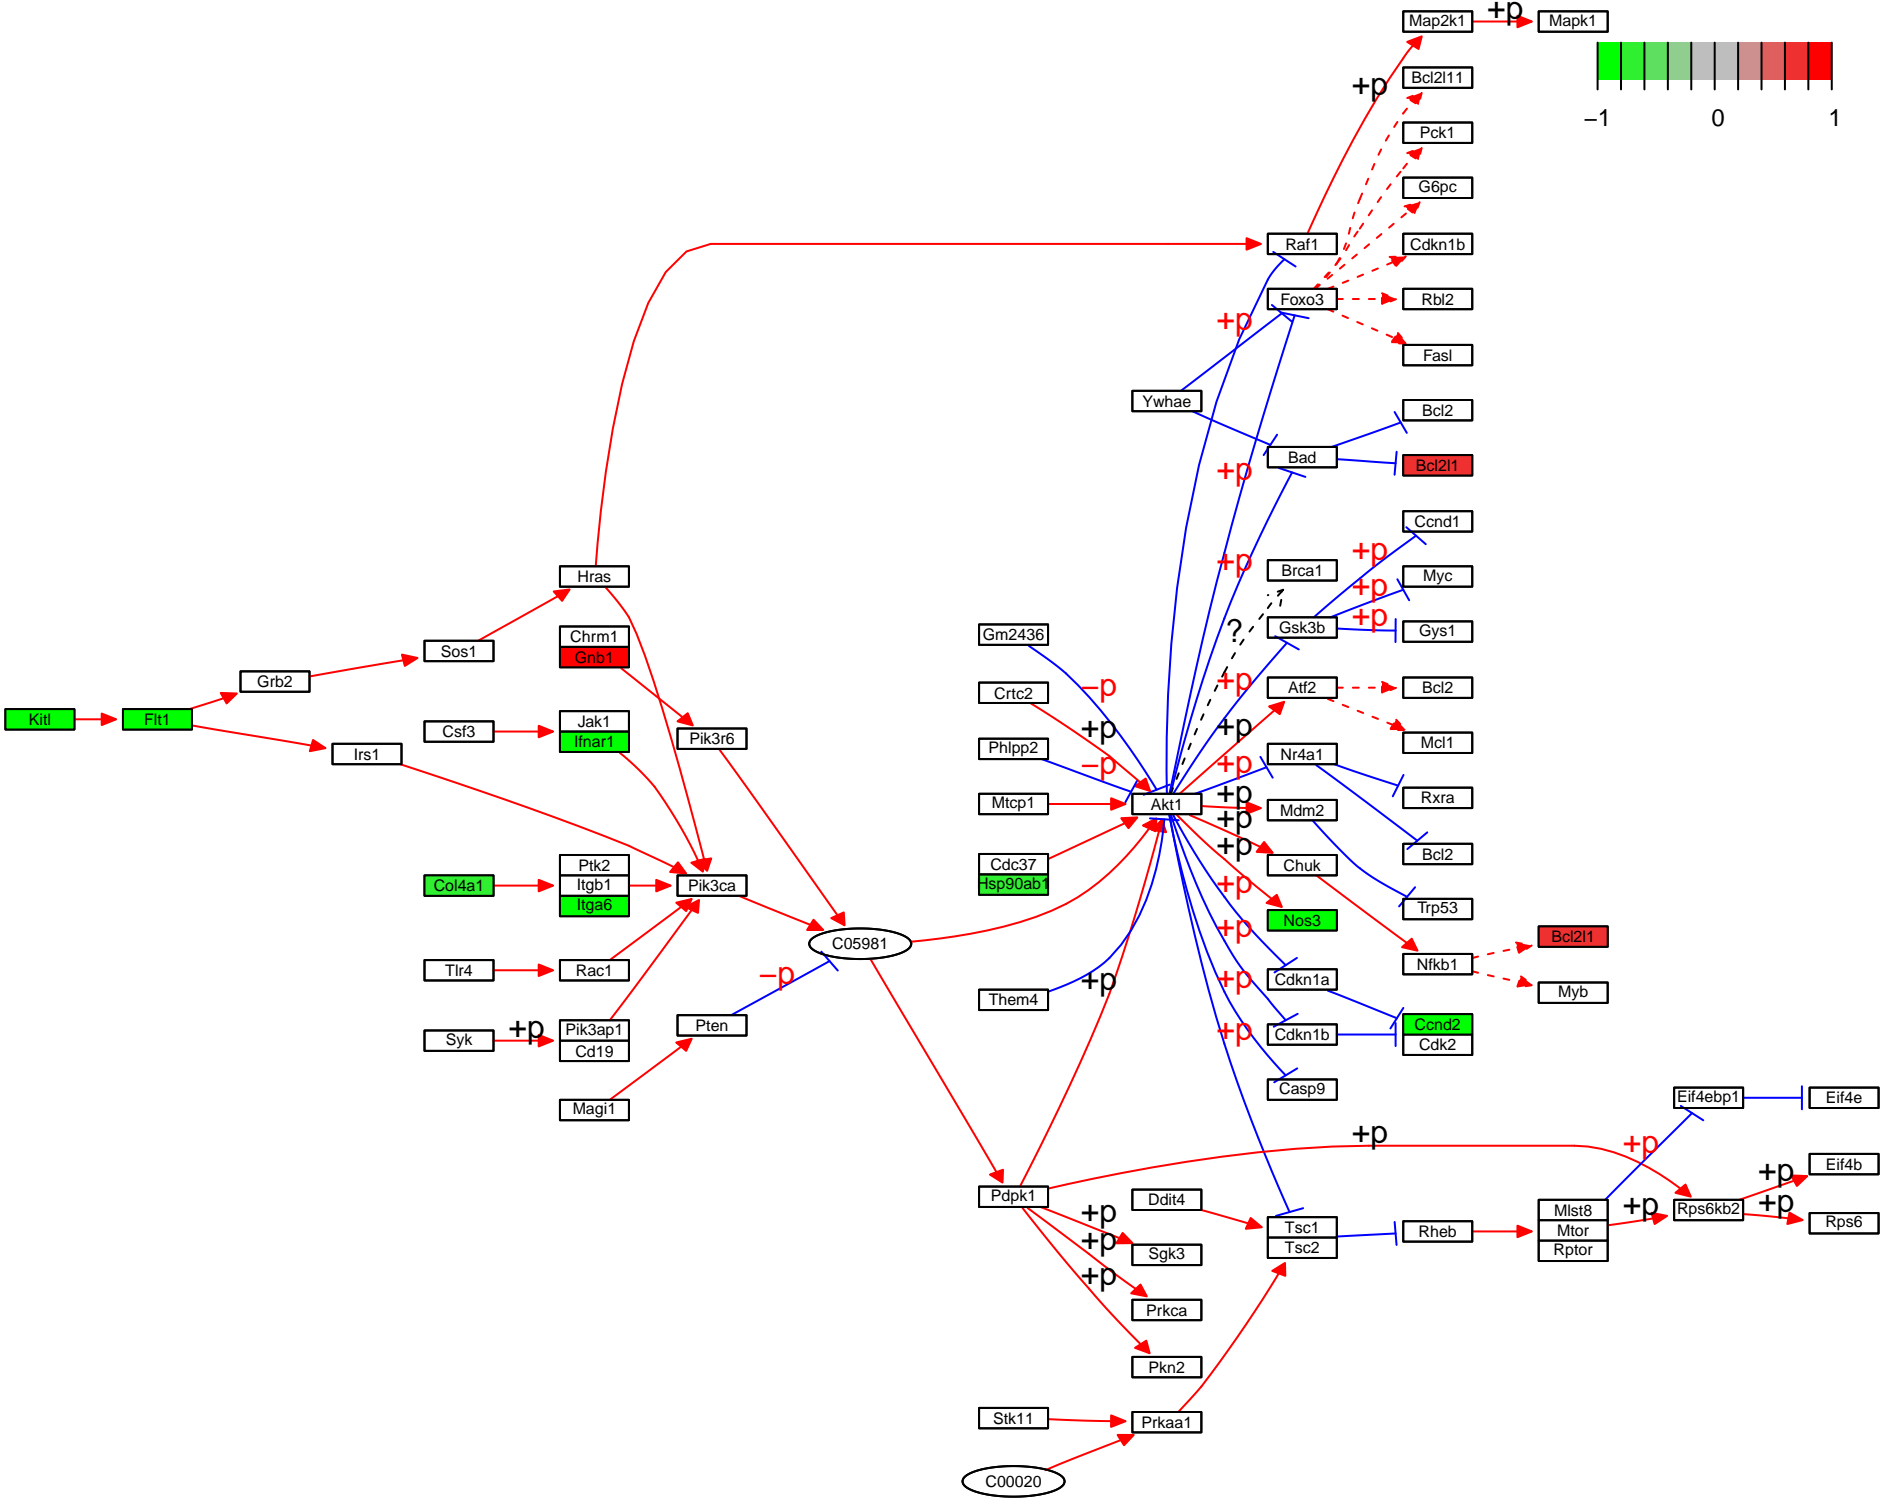 Map2k1
+p
Mapk1
−1
0
1
Bcl2l11
+p
Pck1
G6pc
Raf1
Cdkn1b
Foxo3
Rbl2
+p
Fasl
Ywhae
Bcl2
Bad
Bcl2l1
+p
Ccnd1
+p
+p
Brca1
Myc
+p
Hras
+p
Gsk3b
Gys1
?
Gm2436
Chrm1
Gnb1
Sos1
Grb2
Crtc2
−p
+p
Atf2
Bcl2
Kitl
Flt1
Irs1
Csf3
Jak1
Ifnar1
Pik3r6
Phlpp2
+p
−p
+p
+p
Nr4a1
Mcl1
Mtcp1
Akt1
+p
+p
+p
Mdm2
Rxra
Bcl2
Cdc37
Hsp90ab1
Chuk
Col4a1
Ptk2
Itgb1
Itga6
Pik3ca
+p
Nos3
Trp53
+p
C05981
Bcl2l1
Nfkb1
Myb
Tlr4
Rac1
−p
Them4
+p
+p
Cdkn1a
Syk
+p
Pik3ap1
Cd19
Pten
+p
Cdkn1b
Ccnd2
Cdk2
Casp9
Magi1
Eif4ebp1
Eif4e
+p
+p
Eif4b
+p
Pdpk1
Ddit4
+p
+p
+p
Sgk3
Tsc1
Tsc2
Rheb
Mlst8
Mtor
Rptor
+p
Rps6kb2
+p
Rps6
Prkca
Pkn2
Stk11
Prkaa1
C00020